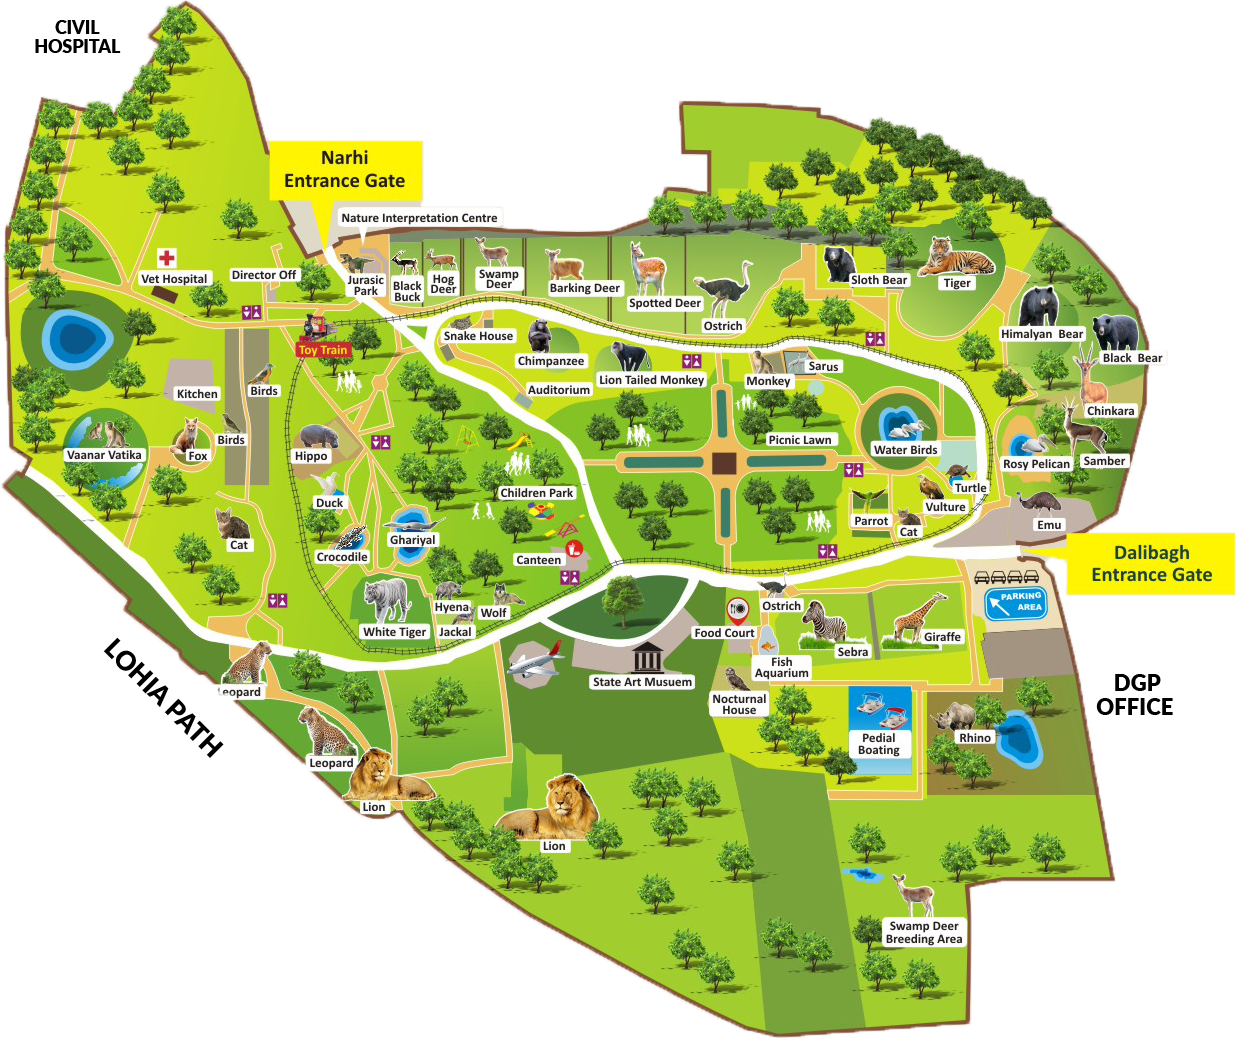 CIVIL
HOSPITAL
Narhi
Entrance Gate
Nature Interpretation Centre
Vet Hospital
Director Off
Jurasic
Park
Black
Buck
Hog
Deer
Swamp
Deer
Barking Deer
Spotted Deer
Ostrich
Sloth Bear
Tiger
Himalyan Bear
Black Bear
Toy Train
Snake House
Chimpanzee
Lion Tailed Monkey
Monkey
Sarus
Auditorium
Kitchen
Birds
Birds
Chinkara
Vaanar Vatika
Fox
Hippo
Picnic Lawn
Water Birds
Rosy Pelican
Samber
Duck
Children Park
Turtle
Vulture
Parrot
Cat
Emu
Cat
Crocodile
Ghariyal
Canteen
Dalibagh
Entrance Gate
PARKING
AREA
White Tiger
Hyena
Jackal
Wolf
Ostrich
Food Court
Sebra
Giraffe
Fish
Aquarium
State Art Musuem
Nocturnal
House
Leopard
LOHIA PATH
DGP
OFFICE
Pedial
Boating
Rhino
Leopard
Lion
Lion
Swamp Deer
Breeding Area